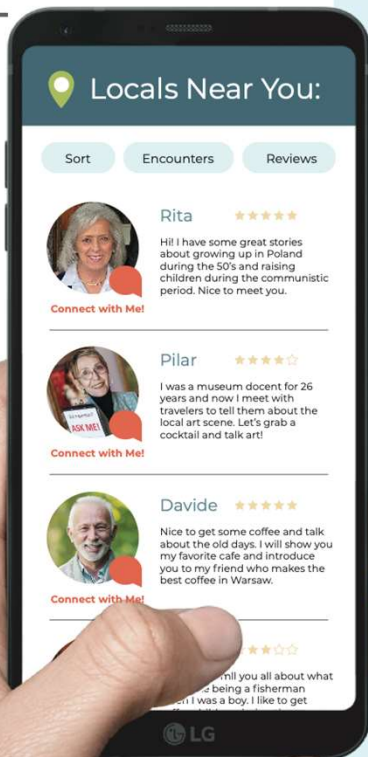 Locals Near You:
Sort Encounters Reviews
Rita
Hi! I have some great stories
about growing up in Poland
during the 50's and raising
children during the communistic
period. Nice to meet you.
Connect with Me!
Pilar
I was a museum docent for 26
years and now I meet with
travelers to tell them about the
local art scene. Let's grab a
cocktail and talk art!
ASK ME!
Connect with Me!
Davide
Nice to get some coffee and talk
about the old days. I will show you
my favorite cafe and introduce
you to my friend who makes the
best coffee in Warsaw.
Connect with Me!
you all about what
being a fisherman
I was a boy. I like to get
LG